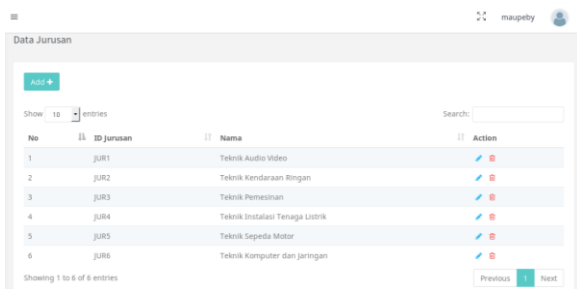 maupeby
Data Jurusan
Add +
Show 10 entries Search:
No ID Jurusan Nama Action
1 JUR1 Teknik Audio Video
2 JUR2 Teknik Kendaraan Ringan
3 JUR3 Teknik Pemesinan
4 JUR4 Teknik Instalasi Tenaga Listrik
5 JUR5 Teknik Sepeda Motor
6 JUR6 Teknik Komputer dan Jaringan
Showing 1 to 6 of 6 entries Previous 1 Next